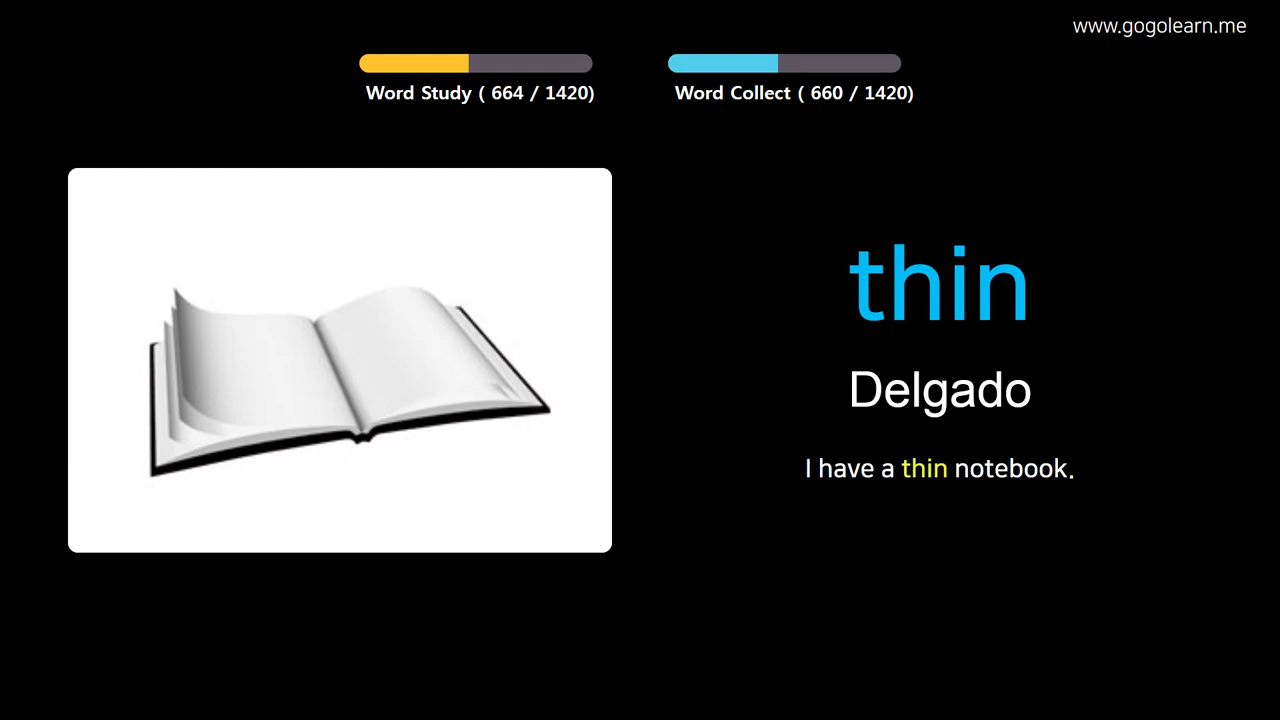 www.gogolearn.me
Word Study ( 664 / 1420)
Word Collect ( 660 / 1420)
thin
Delgado
I have a thin notebook.